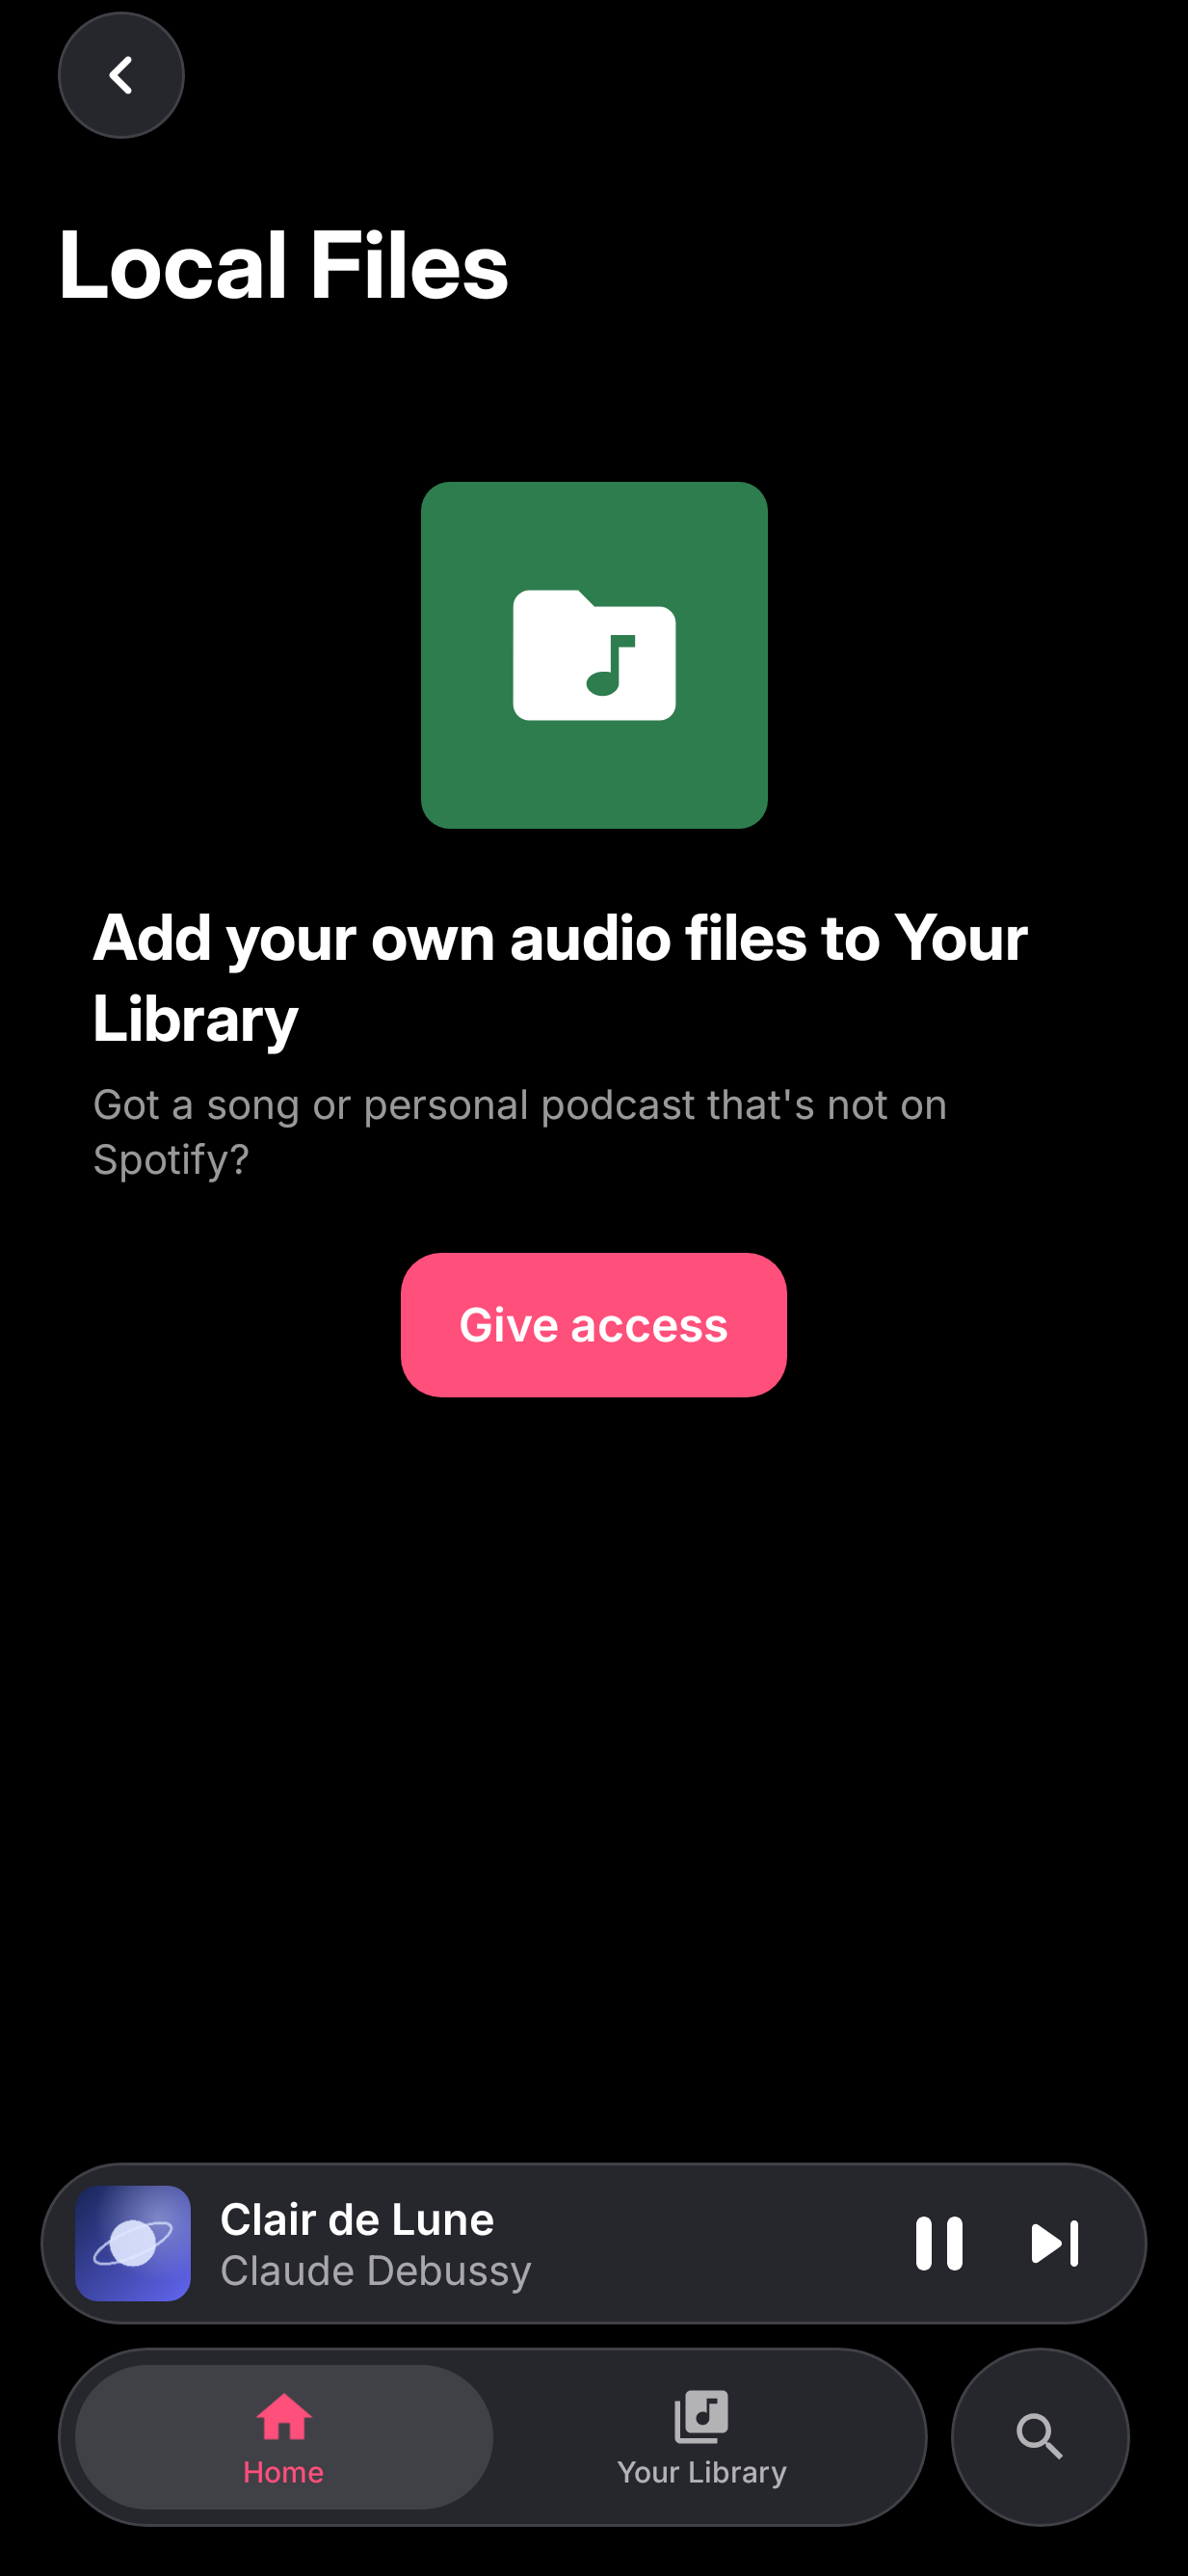 Local Files
Add your own audio files to Your
Library
Got a song or personal podcast that's not on
Spotify?
Give access
Clair de Lune
Claude Debussy
Home
Your Library